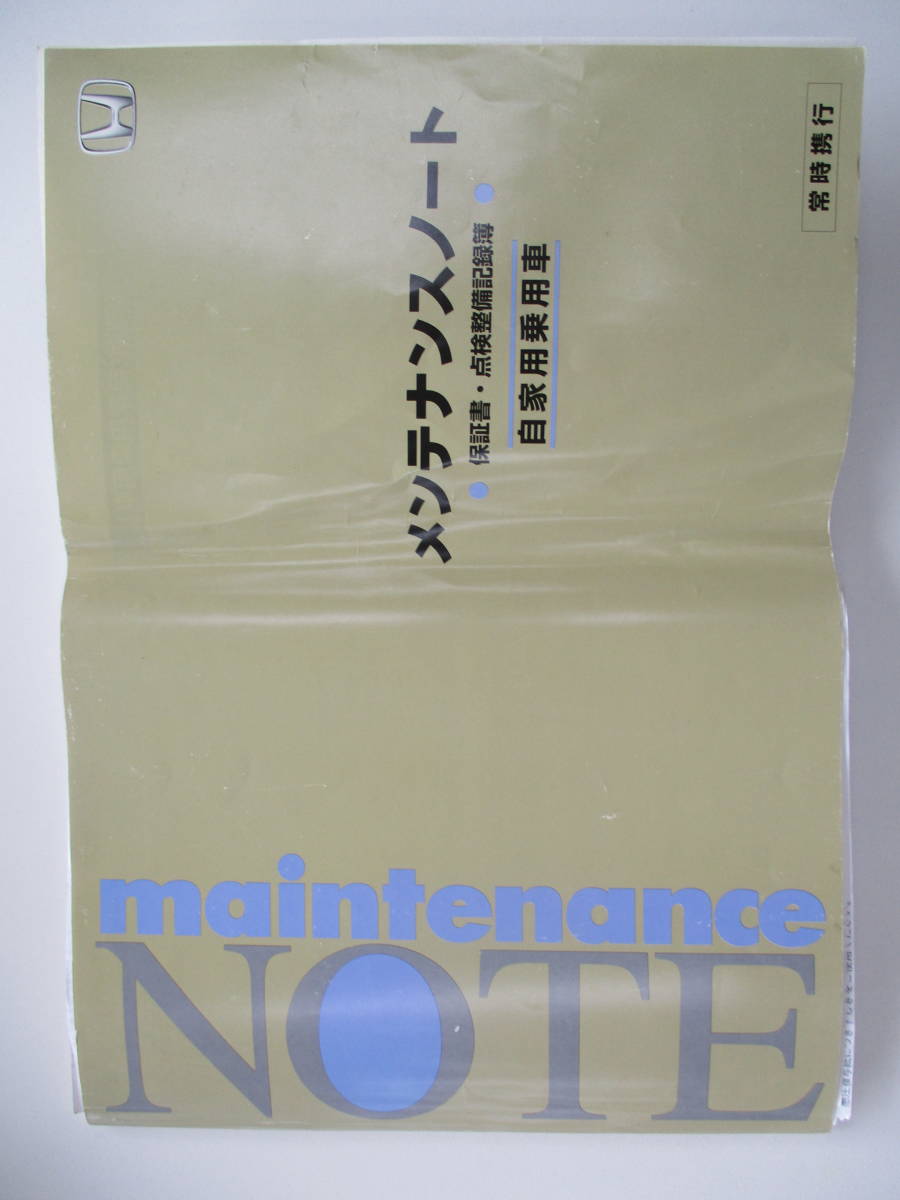 常時携行
メンテナンスノート
保証書・点検整備記録簿
自家用乗用車
maintenance
NOTE